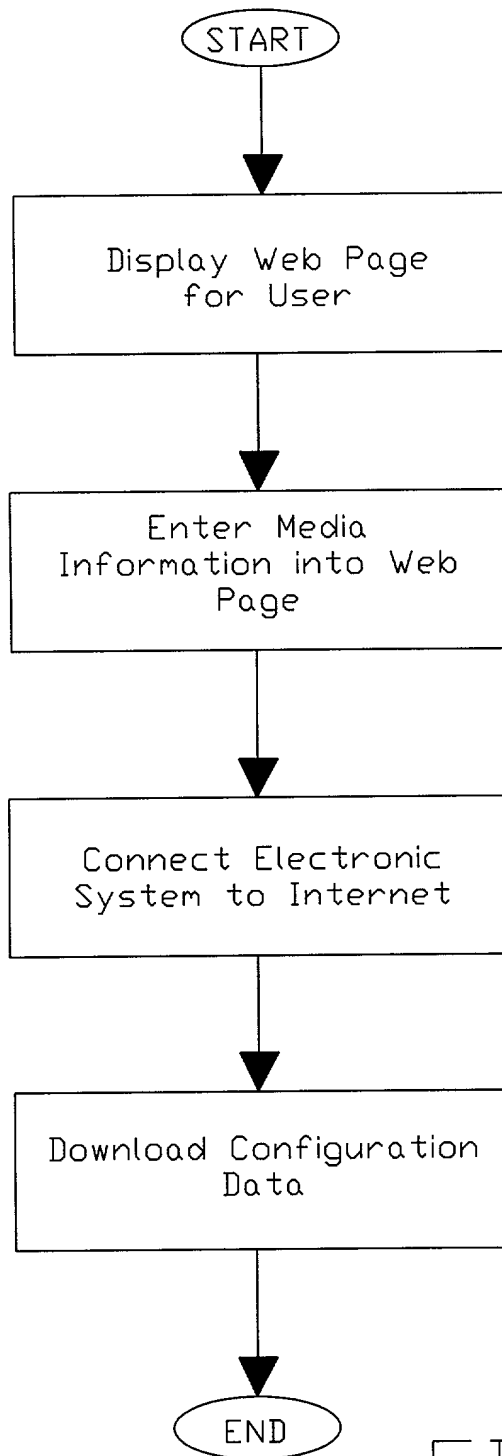 START
Display Web Page
for User
Enter Media
Information into Web
Page
Connect Electronic
System to Internet
Download Configuration
Data
END